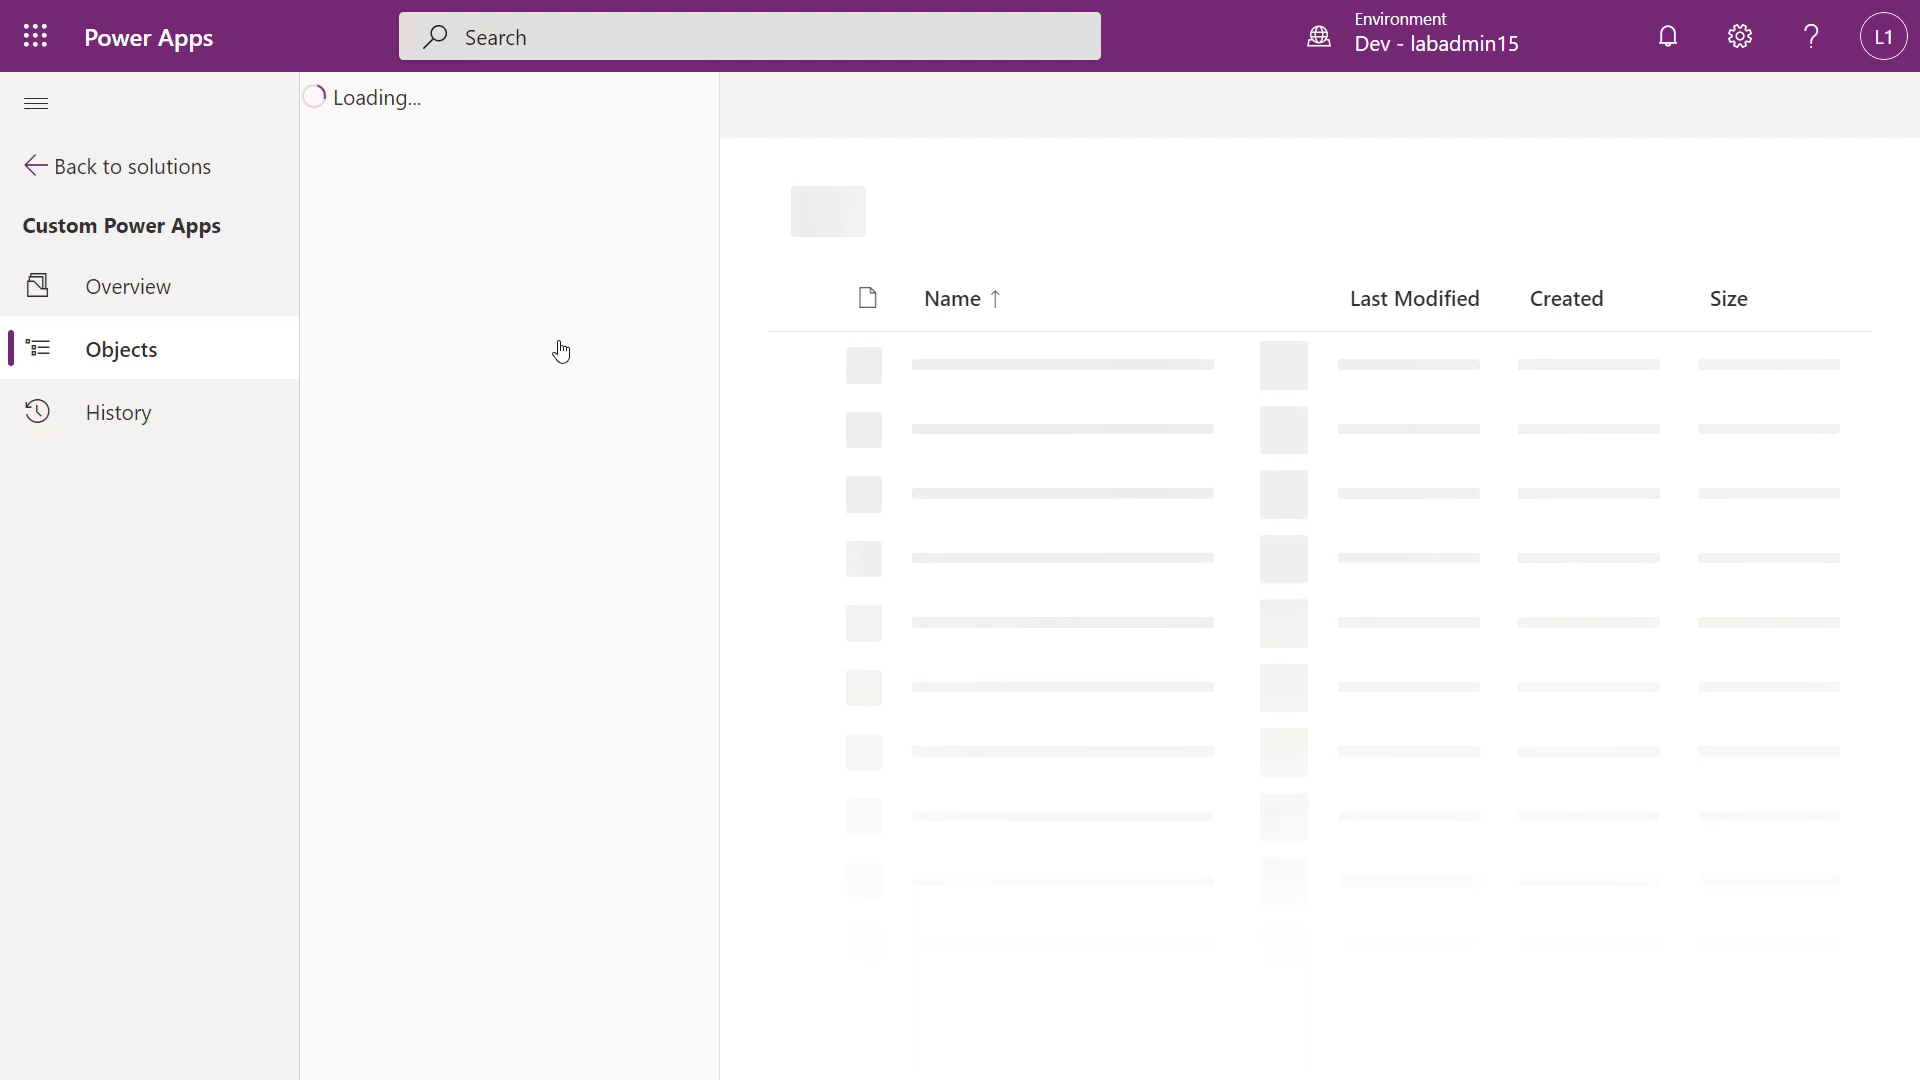 Power Apps
Search
Environment
Dev - labadmin15
L1
Loading...
Back to solutions
Custom Power Apps
Overview
Objects
History
Name
Last Modified
Created
Size